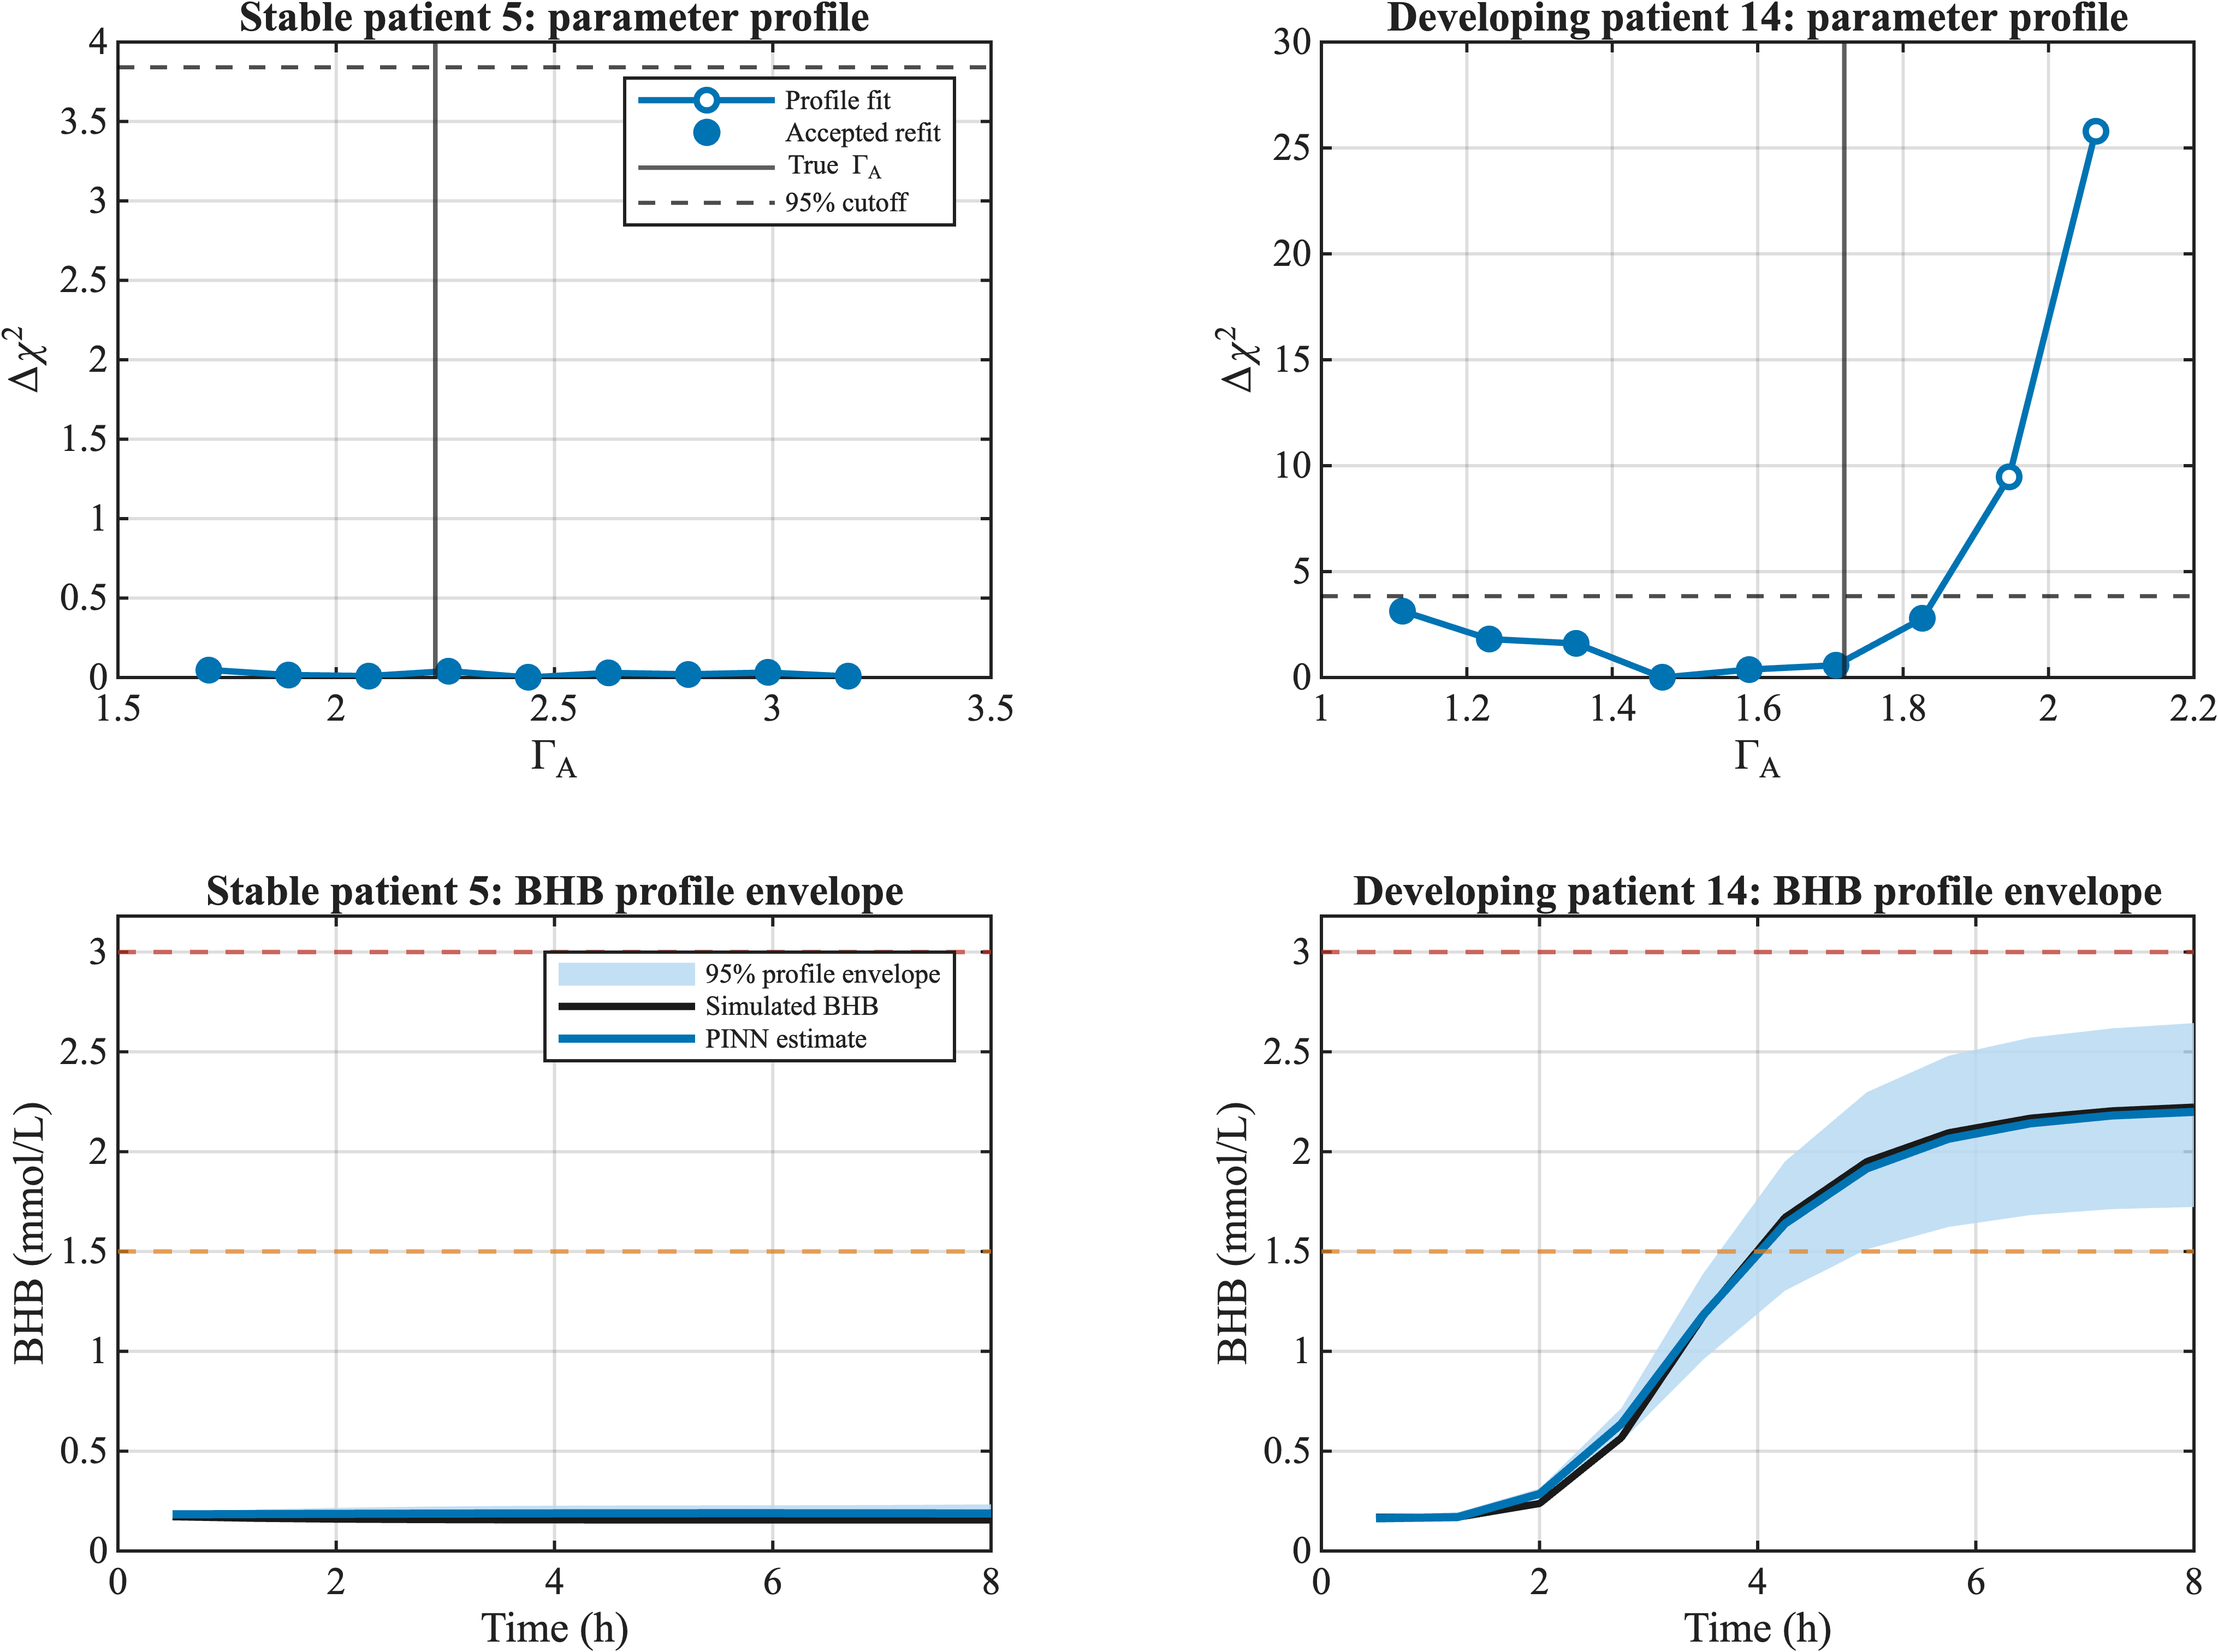 Stable patient 5: parameter profile
4
3.5
3
2.5
2
1.5
1
0.5
0
Δχ²
Profile fit
Accepted refit
True Γ_A
95% cutoff
1.5 2 2.5 3 3.5
Γ_A
Developing patient 14: parameter profile
30
25
20
15
10
5
0
Δχ²
1 1.2 1.4 1.6 1.8 2 2.2
Γ_A
Stable patient 5: BHB profile envelope
3
2.5
2
1.5
1
0.5
0
BHB (mmol/L)
95% profile envelope
Simulated BHB
PINN estimate
0 2 4 6 8
Time (h)
Developing patient 14: BHB profile envelope
3
2.5
2
1.5
1
0.5
0
BHB (mmol/L)
0 2 4 6 8
Time (h)